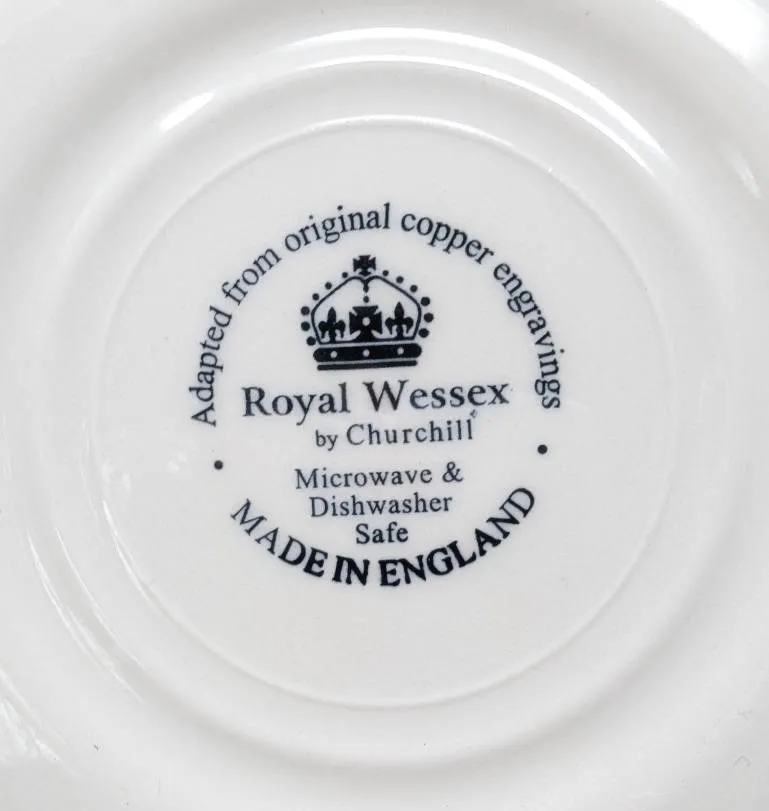 Adapted from original copper engravings
Royal Wessex
by Churchill
Microwave &
Dishwasher
Safe
MADE IN ENGLAND